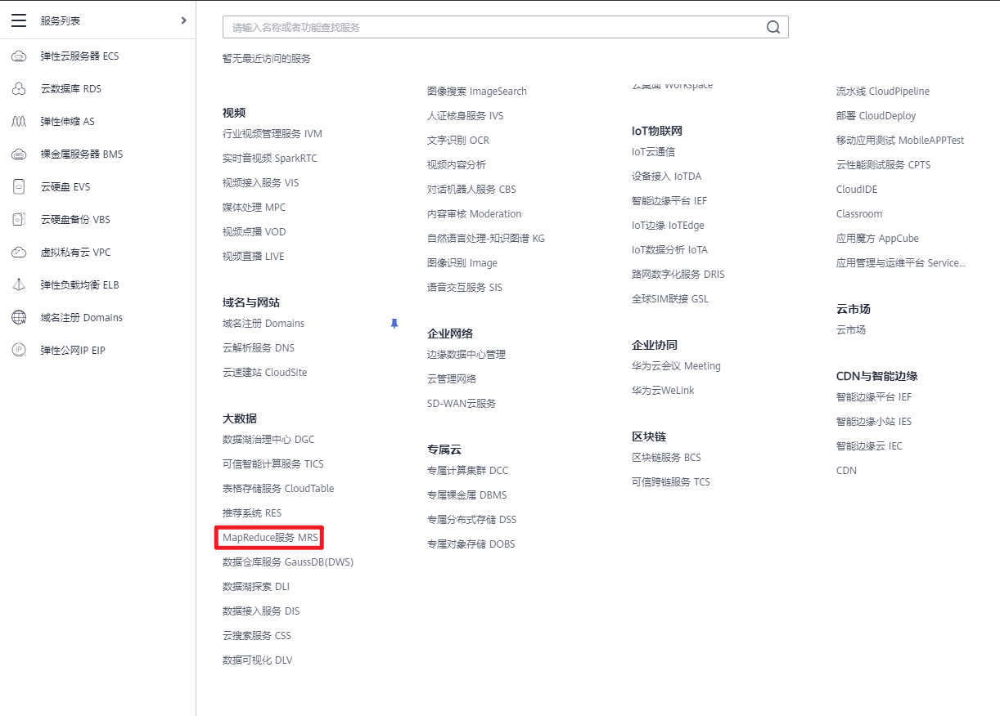 服务列表
弹性云服务器 ECS
云数据库 RDS
弹性伸缩 AS
裸金属服务器 BMS
云硬盘 EVS
云硬盘备份 VBS
虚拟私有云 VPC
弹性负载均衡 ELB
域名注册 Domains
弹性公网IP EIP
请输入名称或者功能查找服务
暂无最近访问的服务
视频
行业视频管理服务 IVM
实时音视频 SparkRTC
视频接入服务 VIS
媒体处理 MPC
视频点播 VOD
视频直播 LIVE
域名与网站
域名注册 Domains
云解析服务 DNS
云速建站 CloudSite
大数据
数据湖治理中心 DGC
可信智能计算服务 TICS
表格存储服务 CloudTable
推荐系统 RES
MapReduce服务 MRS
数据仓库服务 GaussDB(DWS)
数据湖探索 DLI
数据接入服务 DIS
云搜索服务 CSS
数据可视化 DLV
图像搜索 ImageSearch
人证核身服务 IVS
文字识别 OCR
视频内容分析
对话机器人服务 CBS
内容审核 Moderation
自然语言处理-知识图谱 KG
图像识别 Image
语音交互服务 SIS
企业网络
边缘数据中心管理
云管理网络
SD-WAN云服务
专属云
专属计算集群 DCC
专属裸金属 DBMS
专属分布式存储 DSS
专属对象存储 DOBS
云桌面 Workspace
IoT物联网
IoT云通信
设备接入 IoTDA
智能边缘平台 IEF
IoT边缘 IoTEdge
IoT数据分析 IoTA
路网数字化服务 DRIS
全球SIM联接 GSL
企业协同
华为云会议 Meeting
华为云WeLink
区块链
区块链服务 BCS
可信跨链服务 TCS
流水线 CloudPipeline
部署 CloudDeploy
移动应用测试 MobileAPPTest
云性能测试服务 CPTS
CloudIDE
Classroom
应用魔方 AppCube
应用管理与运维平台 Service...
云市场
云市场
CDN与智能边缘
智能边缘平台 IEF
智能边缘小站 IES
智能边缘云 IEC
CDN